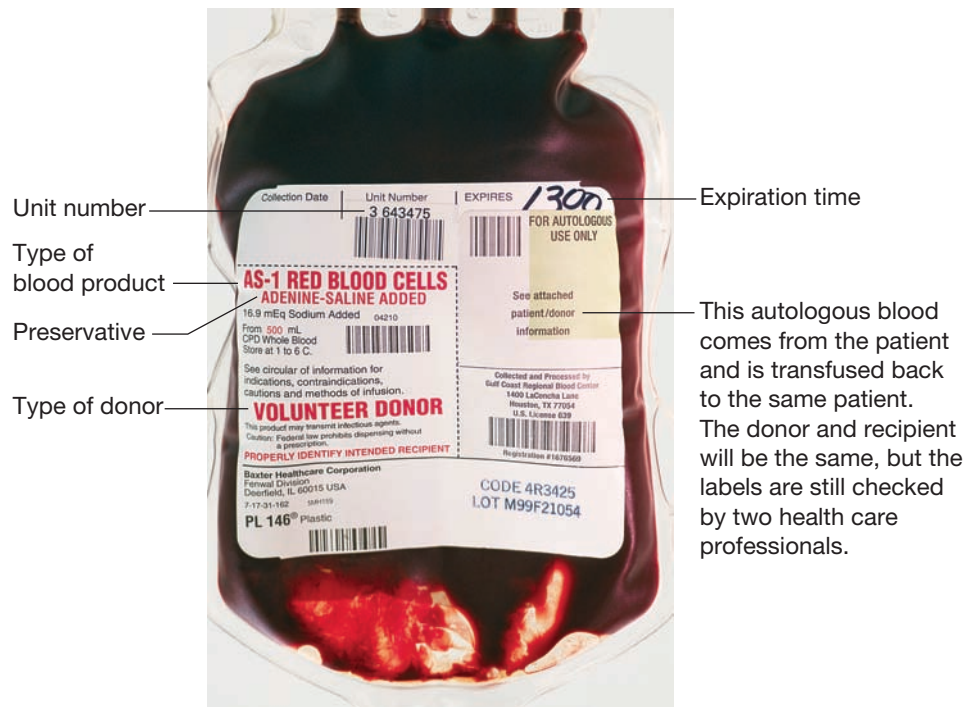 Unit number
Type of
blood product
Preservative
Type of donor
Collection Date
Unit Number
3 643475
EXPIRES
1300
FOR AUTOLOGOUS
USE ONLY
AS-1 RED BLOOD CELLS
ADENINE-SALINE ADDED
16.9 mEq Sodium Added 04210
From 500 mL
CPD Whole Blood
Store at 1 to 6 C.
See circular of information for
indications, contraindications,
cautions and methods of infusion.
VOLUNTEER DONOR
This product may transmit infectious agents.
Caution: Federal law prohibits dispensing without
a prescription.
PROPERLY IDENTIFY INTENDED RECIPIENT
See attached
patient/donor
information
Collected and Processed by
Gulf Coast Regional Blood Center
1400 LaConcha Lane
Houston, TX 77054
U.S. License 639
Registration #1676569
Baxter Healthcare Corporation
Fenwal Division
Deerfield, IL 60015 USA
7-17-31-162
PL 146® Plastic
CODE 4R3425
LOT M99F21054
Expiration time
This autologous blood
comes from the patient
and is transfused back
to the same patient.
The donor and recipient
will be the same, but the
labels are still checked
by two health care
professionals.